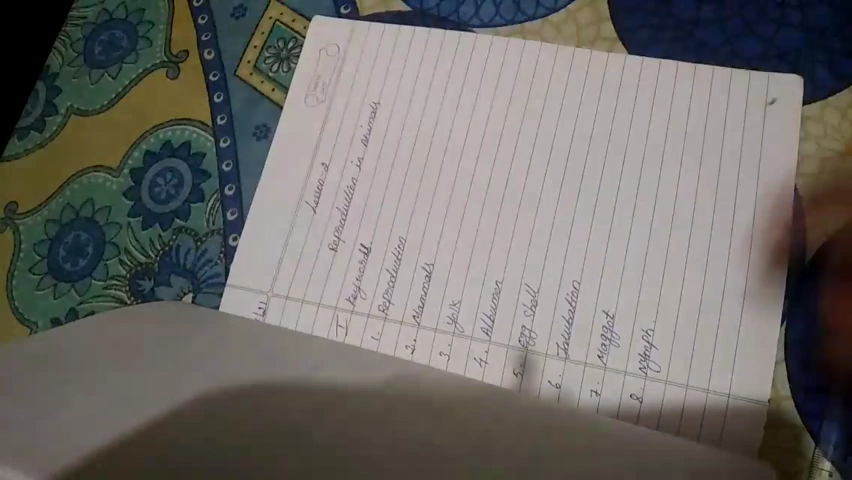 Lesson-2
Reproduction in animals
I Keywords
1. Reproduction
2. Mammals
3. Yolk
4. Albumen
5. Egg Shell
6. Incubation
7. Maggot
8. Nymph.